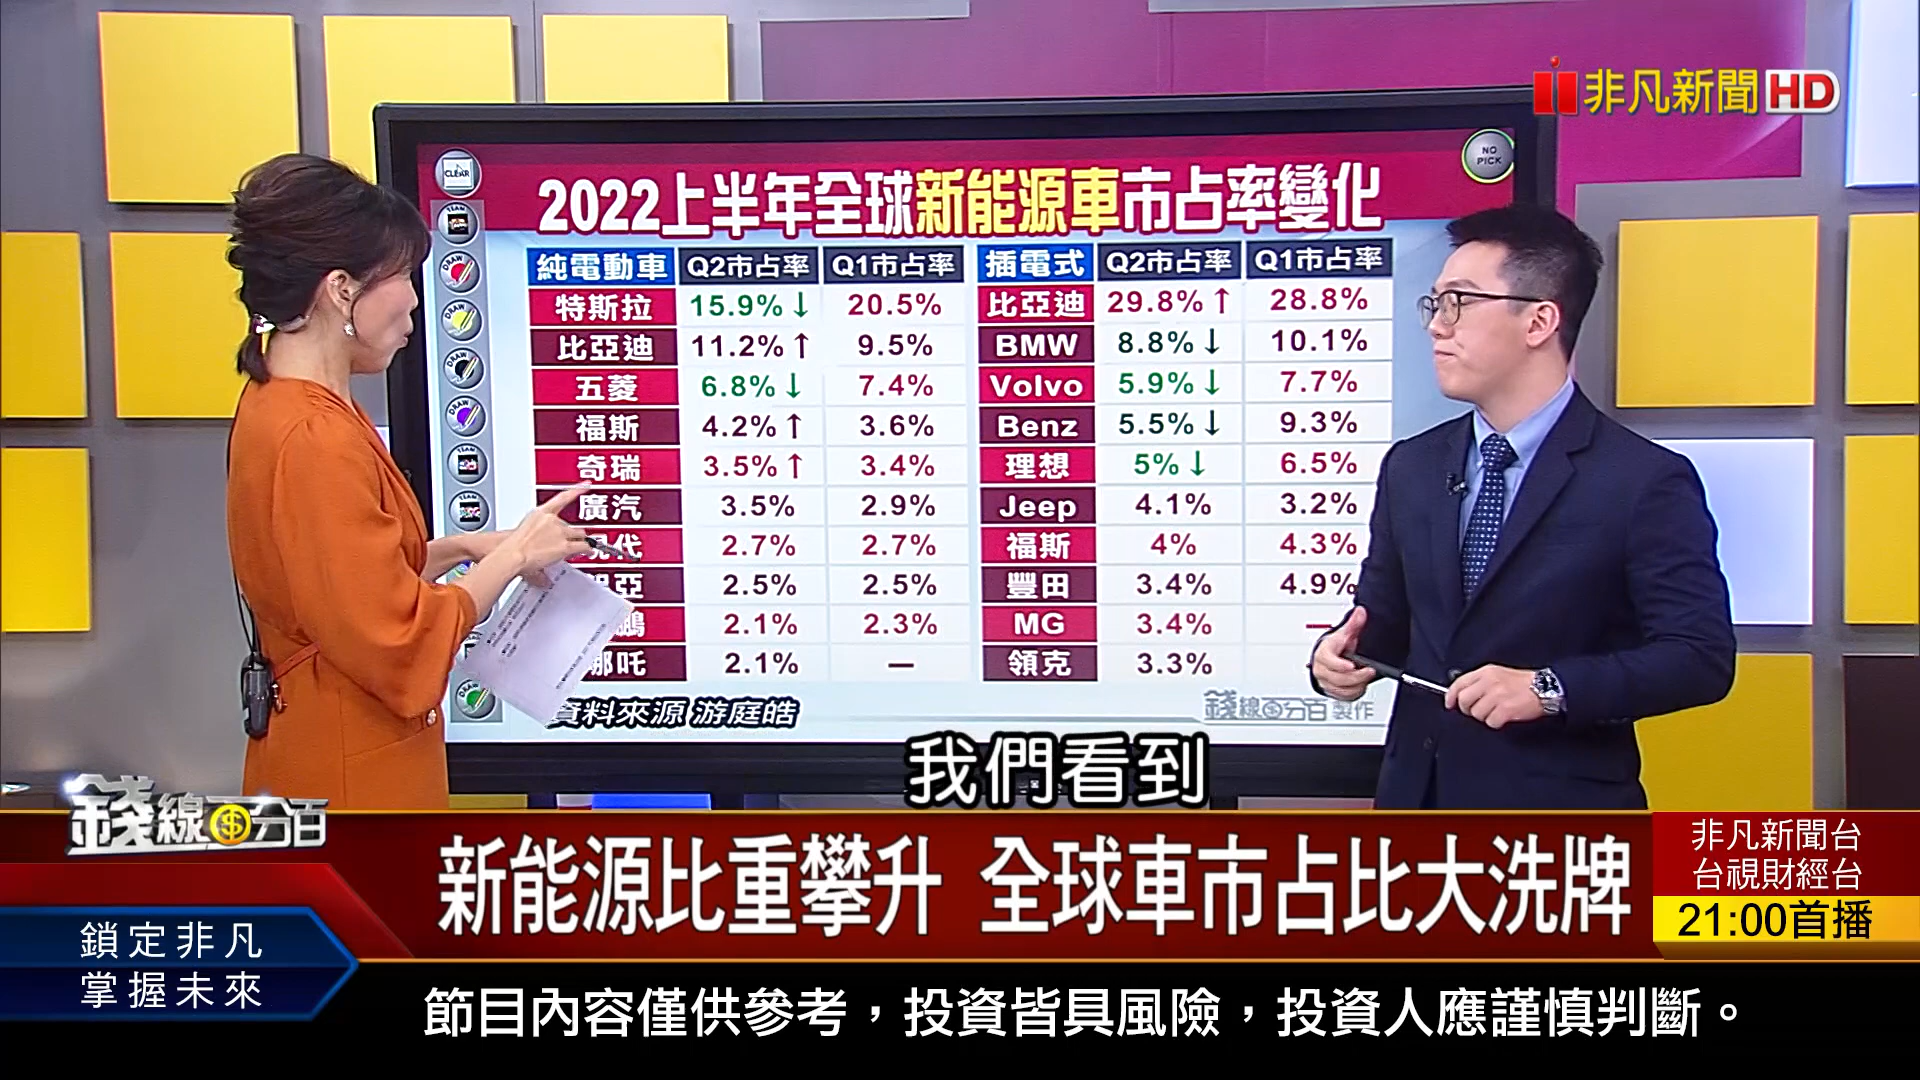 非凡新聞HD
NO PICK
CLEAR
2022上半年全球新能源車市占率變化
純電動車 Q2市占率 Q1市占率 插電式 Q2市占率 Q1市占率
特斯拉 15.9%↓ 20.5% 比亞迪 29.8%↑ 28.8%
比亞迪 11.2%↑ 9.5% BMW 8.8%↓ 10.1%
五菱 6.8%↓ 7.4% Volvo 5.9%↓ 7.7%
福斯 4.2%↑ 3.6% Benz 5.5%↓ 9.3%
奇瑞 3.5%↑ 3.4% 理想 5%↓ 6.5%
廣汽 3.5% 2.9% Jeep 4.1% 3.2%
現代 2.7% 2.7% 福斯 4% 4.3%
亞 2.5% 2.5% 豐田 3.4% 4.9%
鵬 2.1% 2.3% MG 3.4% —
哪吒 2.1% — 領克 3.3%
資料來源 游庭皓
錢線百分百 製作
我們看到
錢線百分百
新能源比重攀升 全球車市占比大洗牌
非凡新聞台
台視財經台
21:00首播
鎖定非凡
掌握未來
節目內容僅供參考，投資皆具風險，投資人應謹慎判斷。